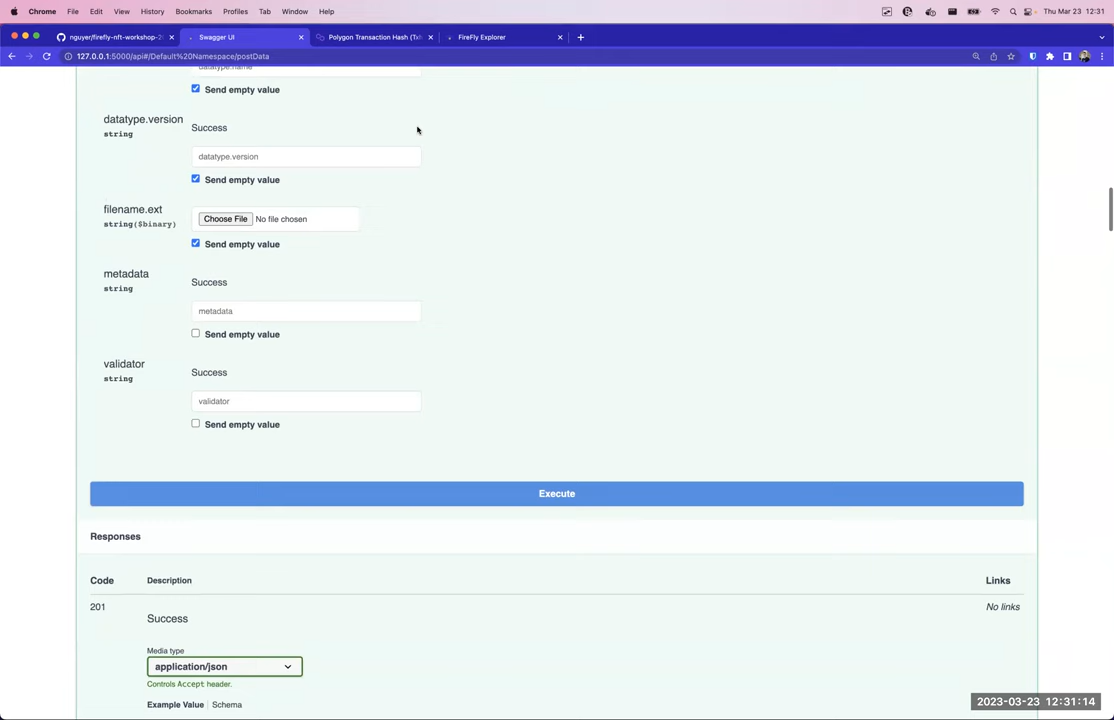 Chrome File Edit View History Bookmarks Profiles Tab Window Help Thu Mar 23 12:31
nguyer/firefly-nft-workshop-2 Swagger UI Polygon Transaction Hash (Txh FireFly Explorer
127.0.0.1:5000/api#/Default%20Namespace/postData
datatype.name
Send empty value
datatype.version
string
Success
datatype.version
Send empty value
filename.ext
string($binary)
Choose File No file chosen
Send empty value
metadata
string
Success
metadata
Send empty value
validator
string
Success
validator
Send empty value
Execute
Responses
Code Description Links
201 Success No links
Media type
application/json
Controls Accept header.
Example Value Schema
2023-03-23 12:31:14